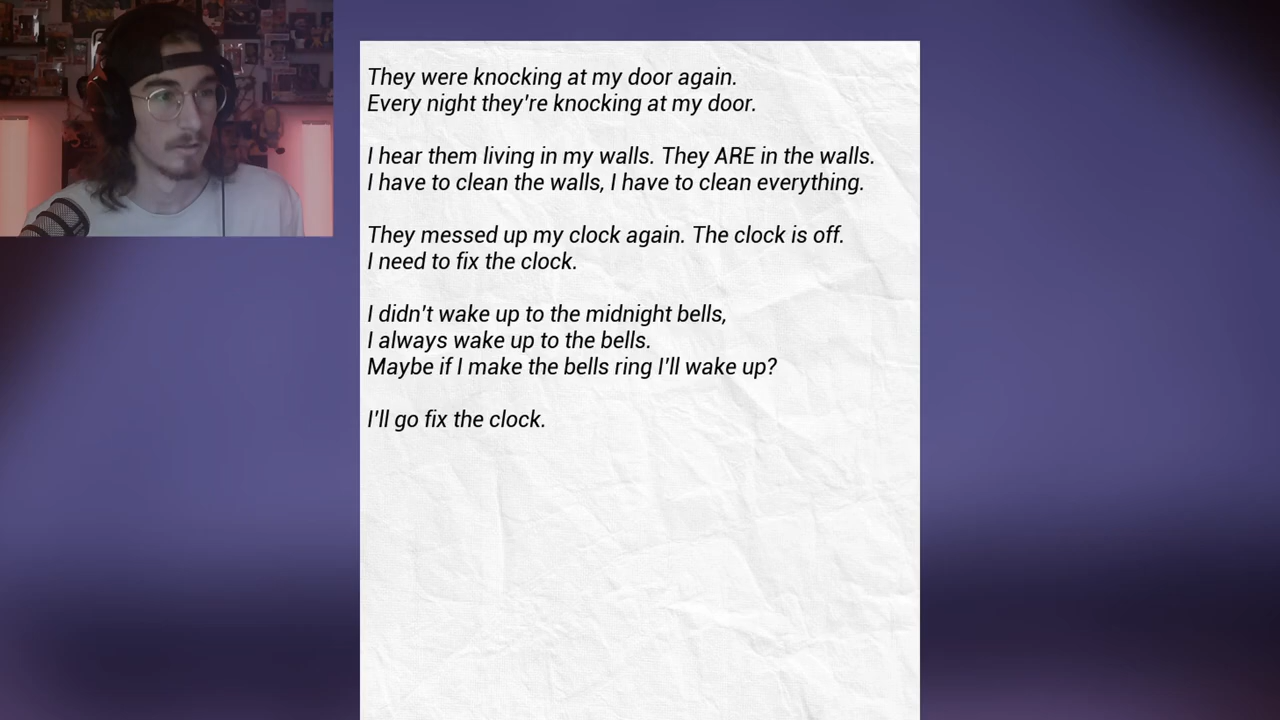 They were knocking at my door again.
Every night they're knocking at my door.
I hear them living in my walls. They ARE in the walls.
I have to clean the walls, I have to clean everything.
They messed up my clock again. The clock is off.
I need to fix the clock.
I didn't wake up to the midnight bells,
I always wake up to the bells.
Maybe if I make the bells ring I'll wake up?
I'll go fix the clock.